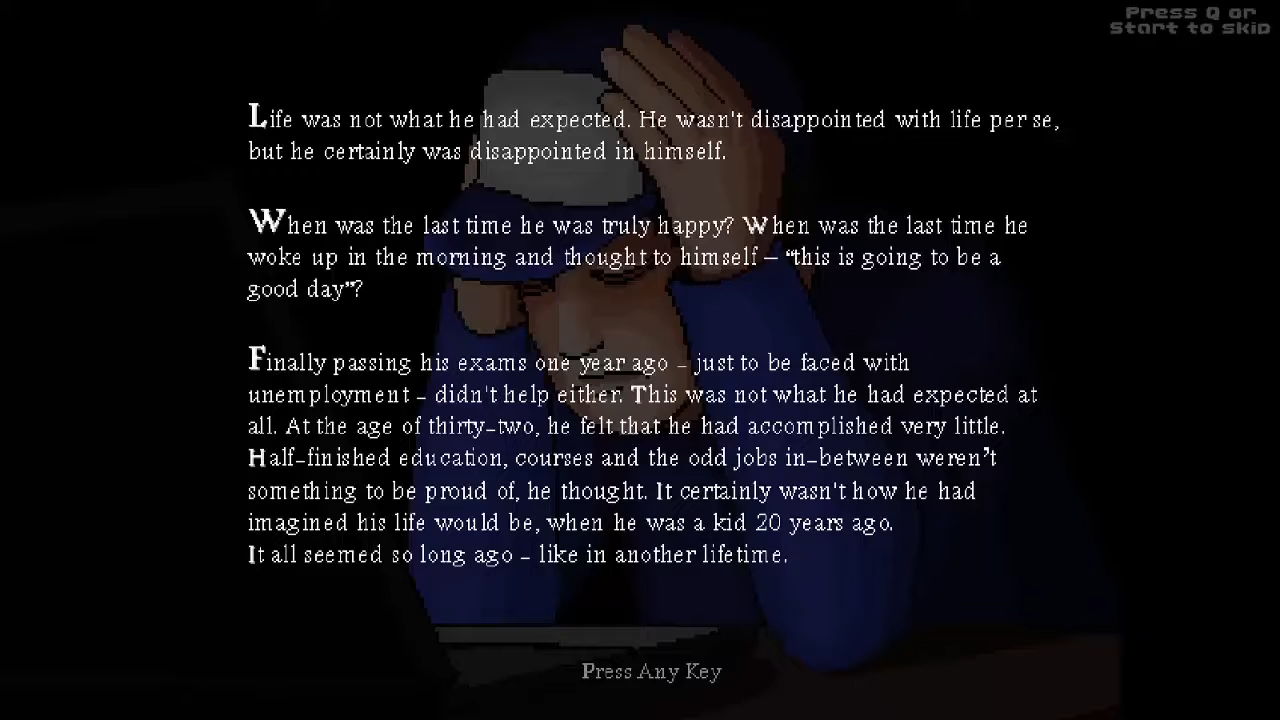 Press Q or
Start to skip
Life was not what he had expected. He wasn't disappointed with life per se,
but he certainly was disappointed in himself.
When was the last time he was truly happy? When was the last time he
woke up in the morning and thought to himself – “this is going to be a
good day”?
Finally passing his exams one year ago – just to be faced with
unemployment – didn't help either. This was not what he had expected at
all. At the age of thirty-two, he felt that he had accomplished very little.
Half-finished education, courses and the odd jobs in-between weren’t
something to be proud of, he thought. It certainly wasn't how he had
imagined his life would be, when he was a kid 20 years ago.
It all seemed so long ago – like in another lifetime.
Press Any Key